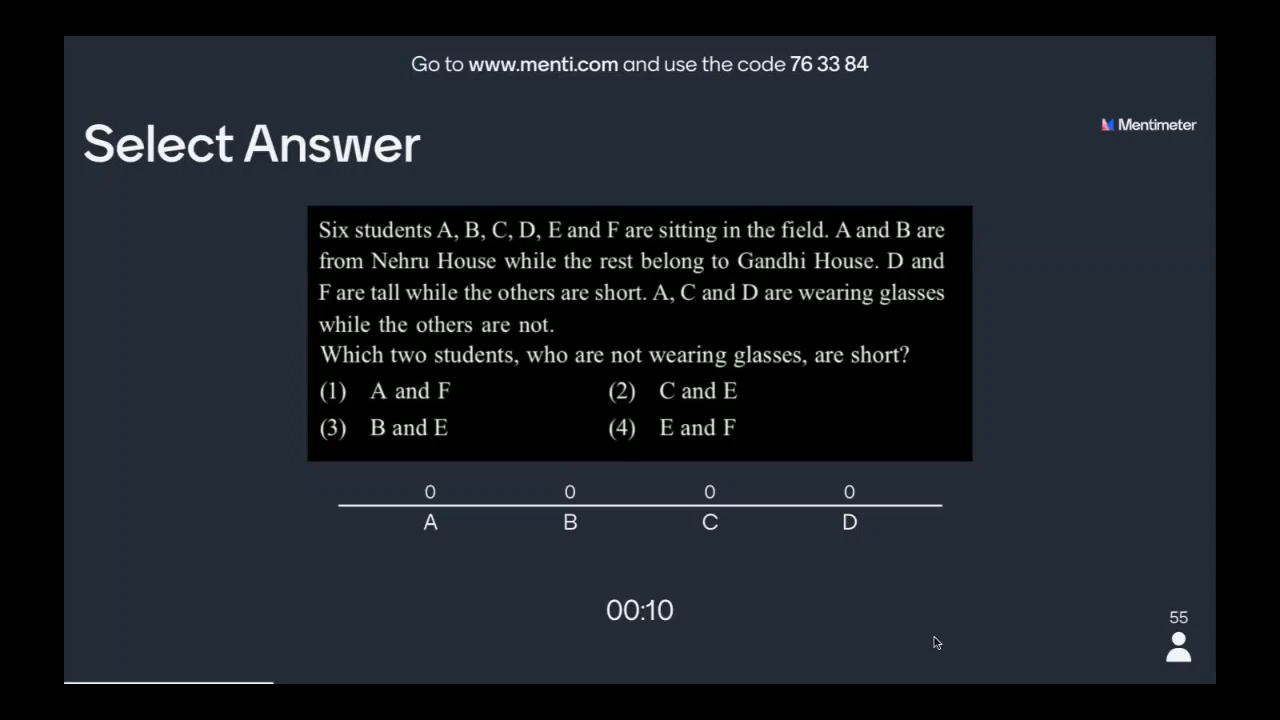 Go to www.menti.com and use the code 76 33 84
Select Answer
Mentimeter
Six students A, B, C, D, E and F are sitting in the field. A and B are
from Nehru House while the rest belong to Gandhi House. D and
F are tall while the others are short. A, C and D are wearing glasses
while the others are not.
Which two students, who are not wearing glasses, are short?
(1) A and F (2) C and E
(3) B and E (4) E and F
0 0 0 0
A B C D
00:10
55